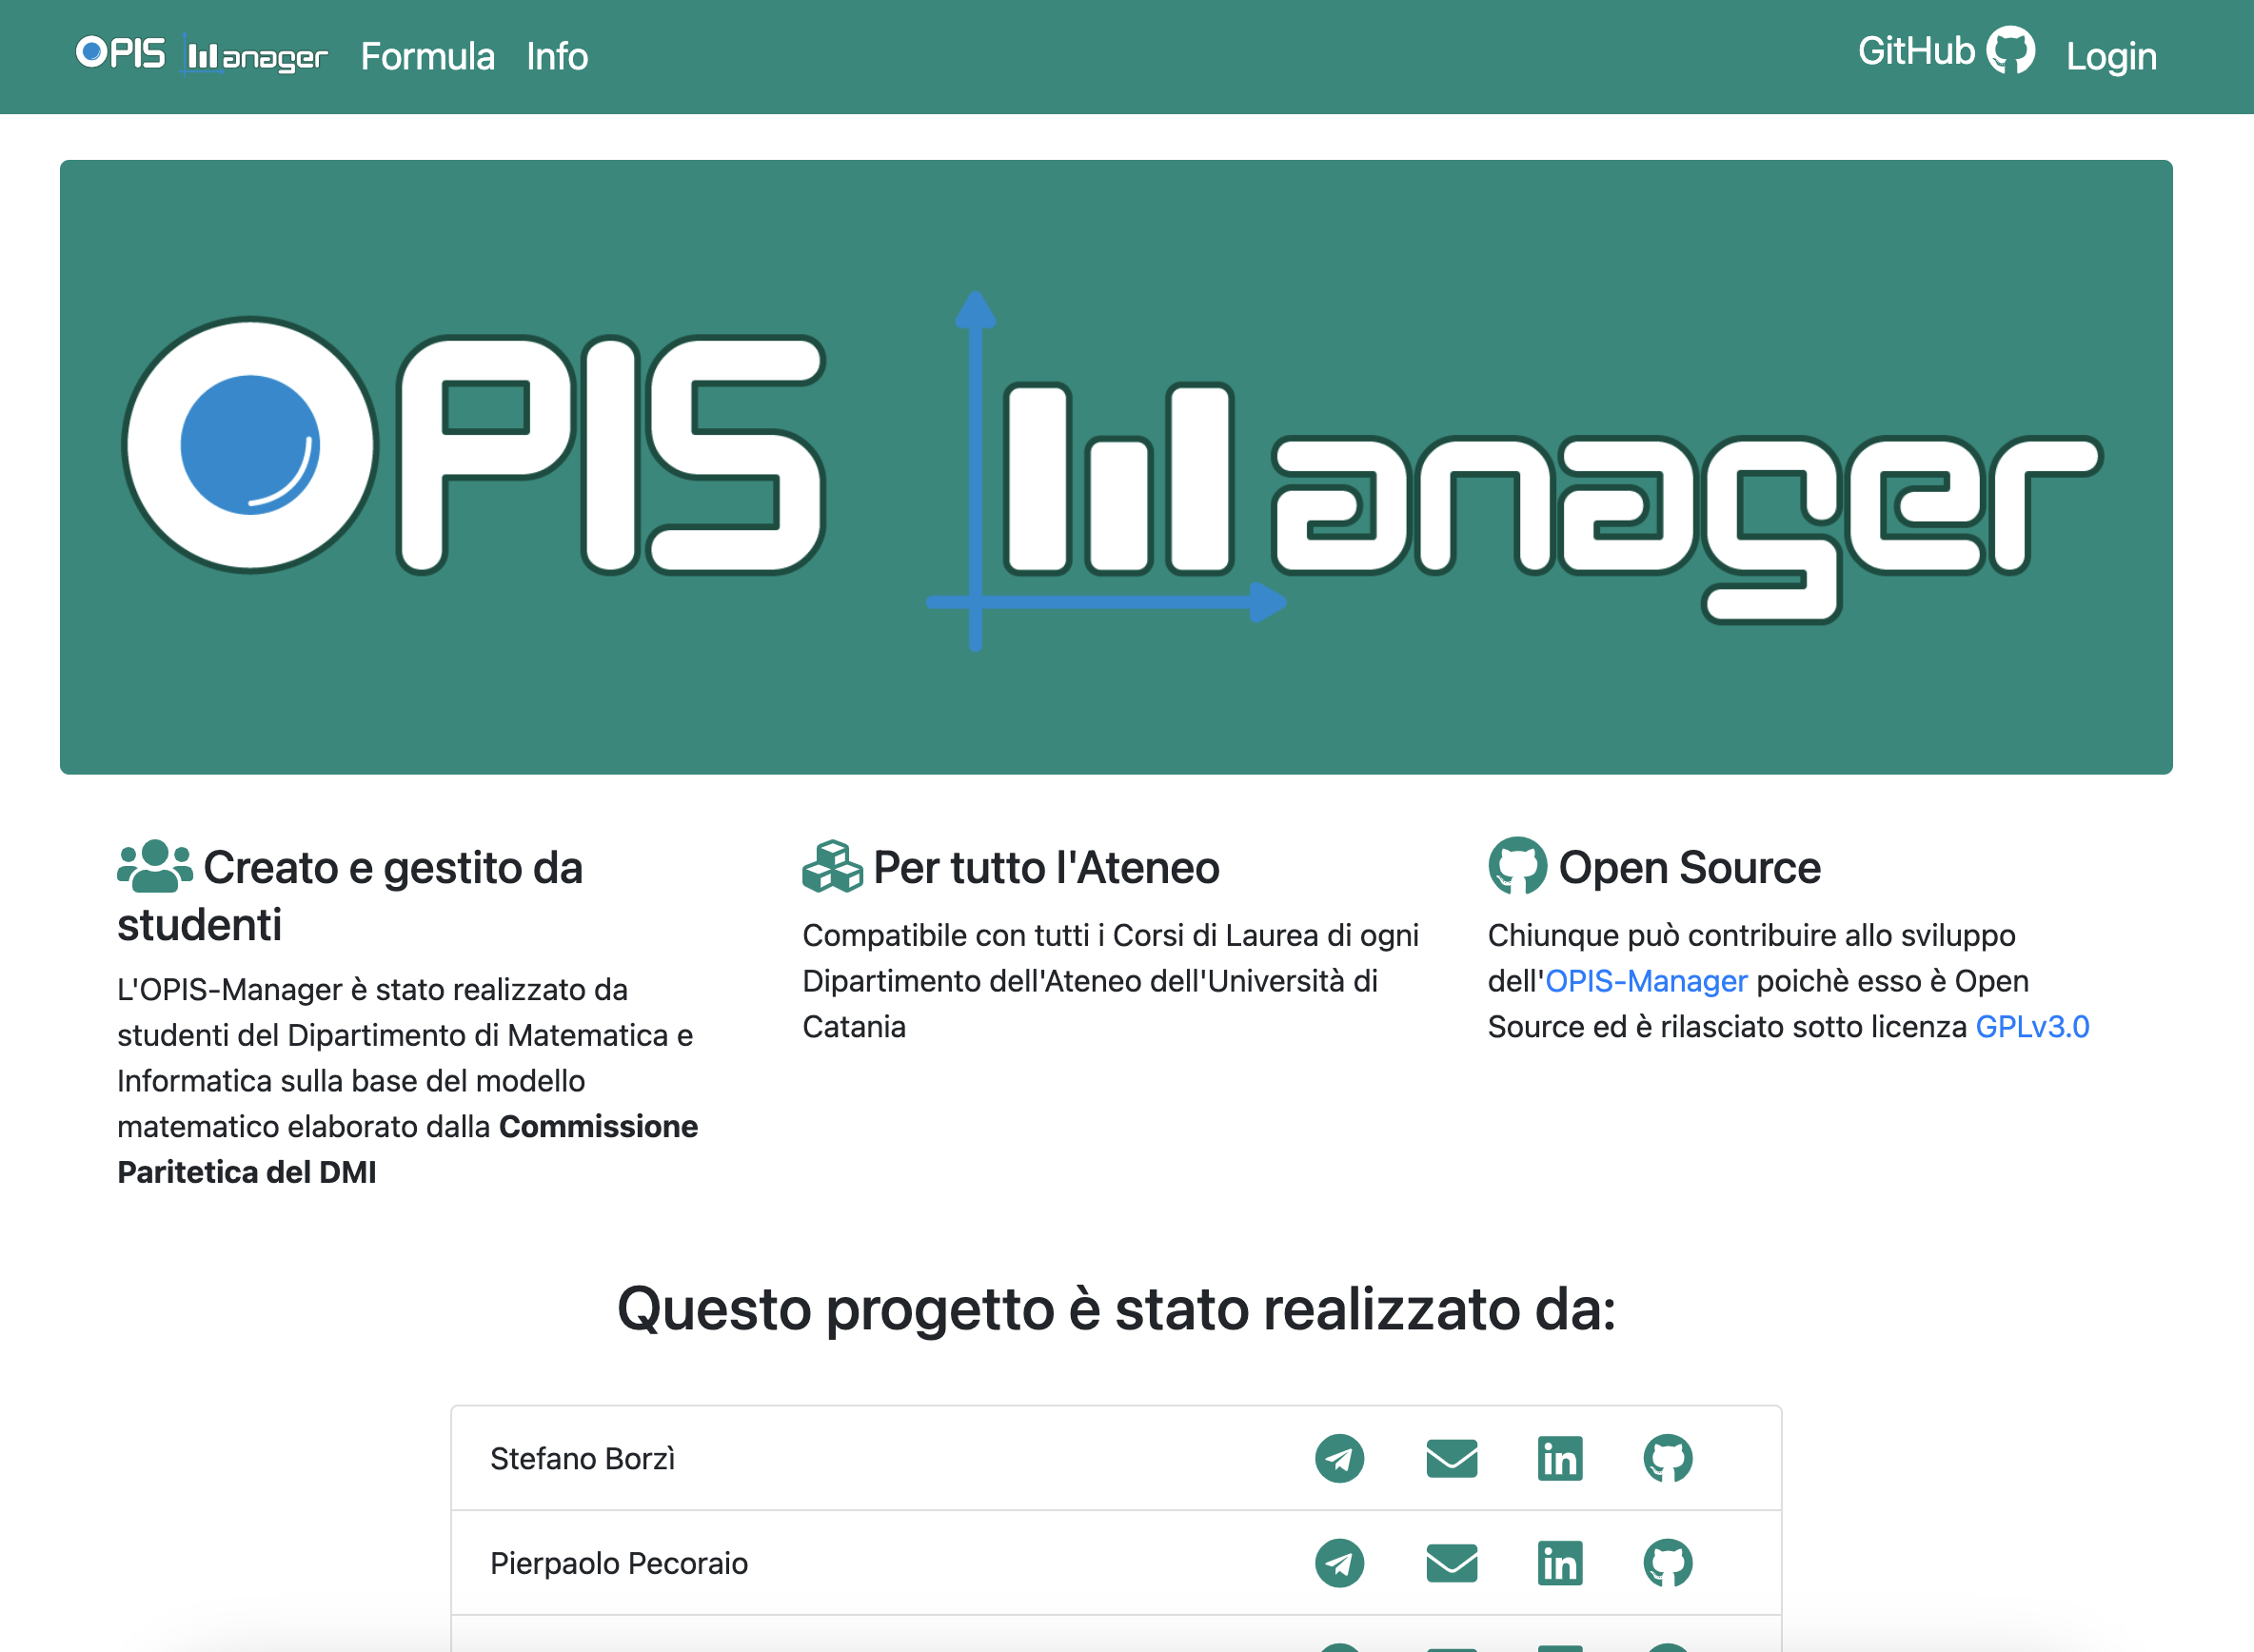 OPIS Manager Formula Info GitHub Login
OPIS Manager
Creato e gestito da
studenti
L'OPIS-Manager è stato realizzato da
studenti del Dipartimento di Matematica e
Informatica sulla base del modello
matematico elaborato dalla Commissione
Paritetica del DMI
Per tutto l'Ateneo
Compatibile con tutti i Corsi di Laurea di ogni
Dipartimento dell'Ateneo dell'Università di
Catania
Open Source
Chiunque può contribuire allo sviluppo
dell'OPIS-Manager poichè esso è Open
Source ed è rilasciato sotto licenza GPLv3.0
Questo progetto è stato realizzato da:
Stefano Borzì
Pierpaolo Pecoraio